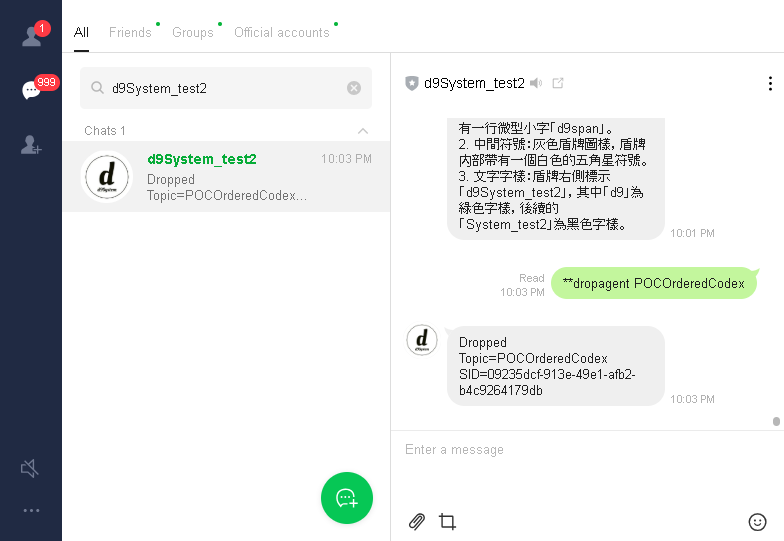 1
999
All
Friends
Groups
Official accounts
d9System_test2
Chats 1
d
d9System
d9System_test2
10:03 PM
Dropped
Topic=POCOrderedCodex...
d9System_test2
有一行微型小字「d9span」。
2. 中間符號：灰色盾牌圖樣，盾牌
內部帶有一個白色的五角星符號。
3. 文字字樣：盾牌右側標示
「d9System_test2」，其中「d9」為
綠色字樣，後續的
「System_test2」為黑色字樣。
10:01 PM
Read
10:03 PM
**dropagent POCOrderedCodex
d
d9System
Dropped
Topic=POCOrderedCodex
SID=09235dcf-913e-49e1-afb2-
b4c9264179db
10:03 PM
Enter a message